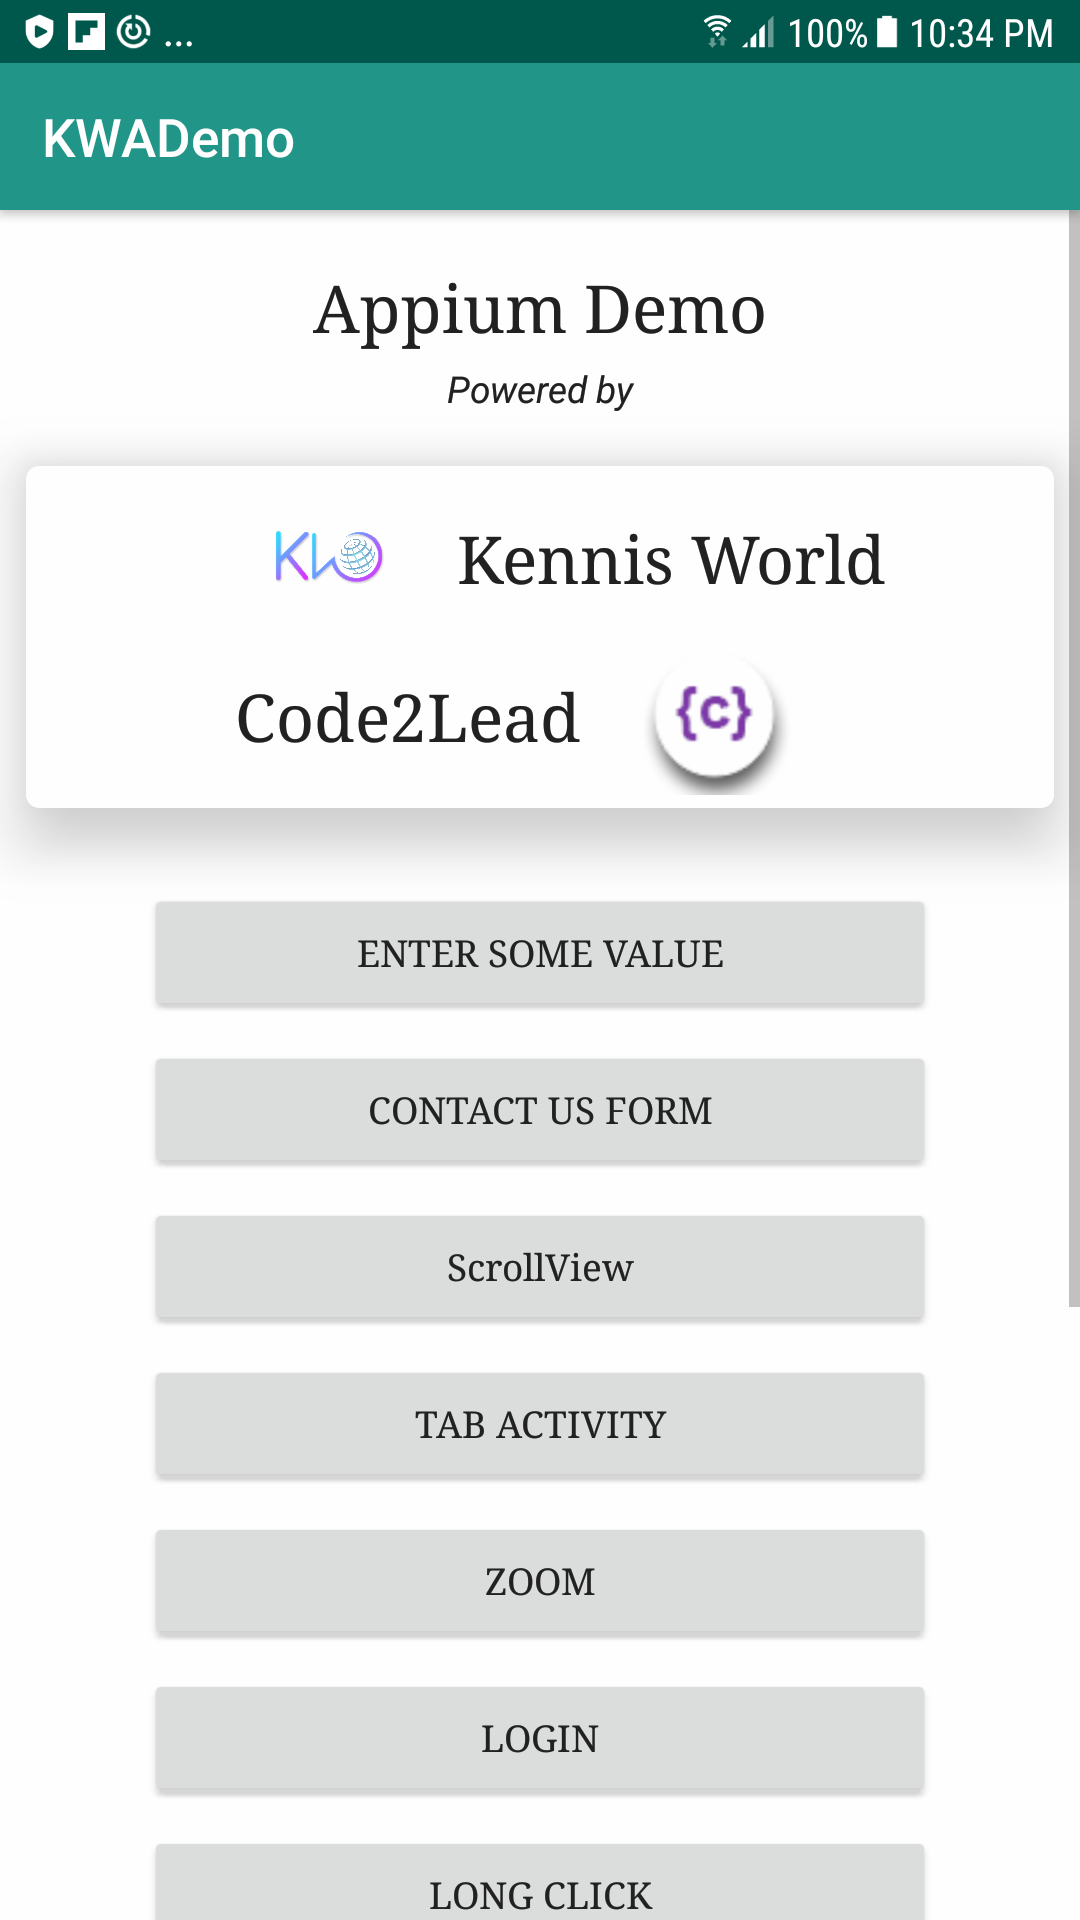 ... 100% 10:34 PM
KWADemo
Appium Demo
Powered by
KWO Kennis World
Code2Lead {c}
ENTER SOME VALUE
CONTACT US FORM
ScrollView
TAB ACTIVITY
ZOOM
LOGIN
LONG CLICK